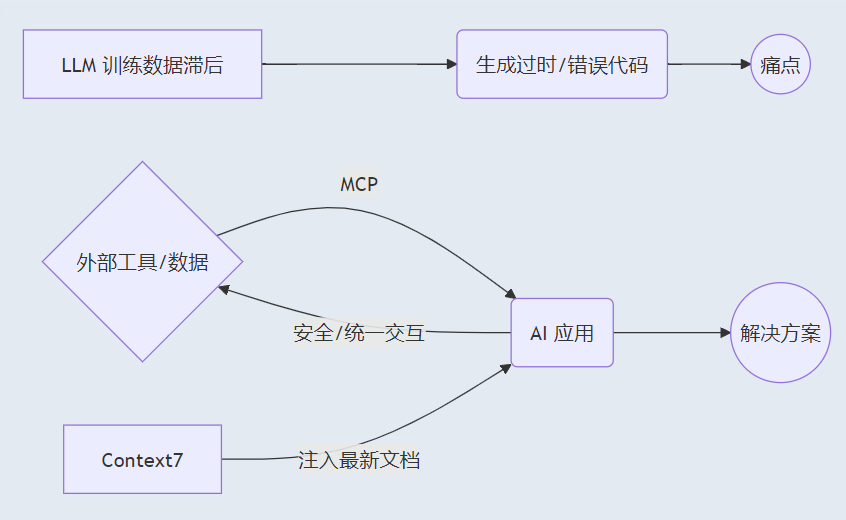 LLM 训练数据滞后
生成过时/错误代码
痛点
MCP
外部工具/数据
安全/统一交互
AI 应用
解决方案
Context7
注入最新文档